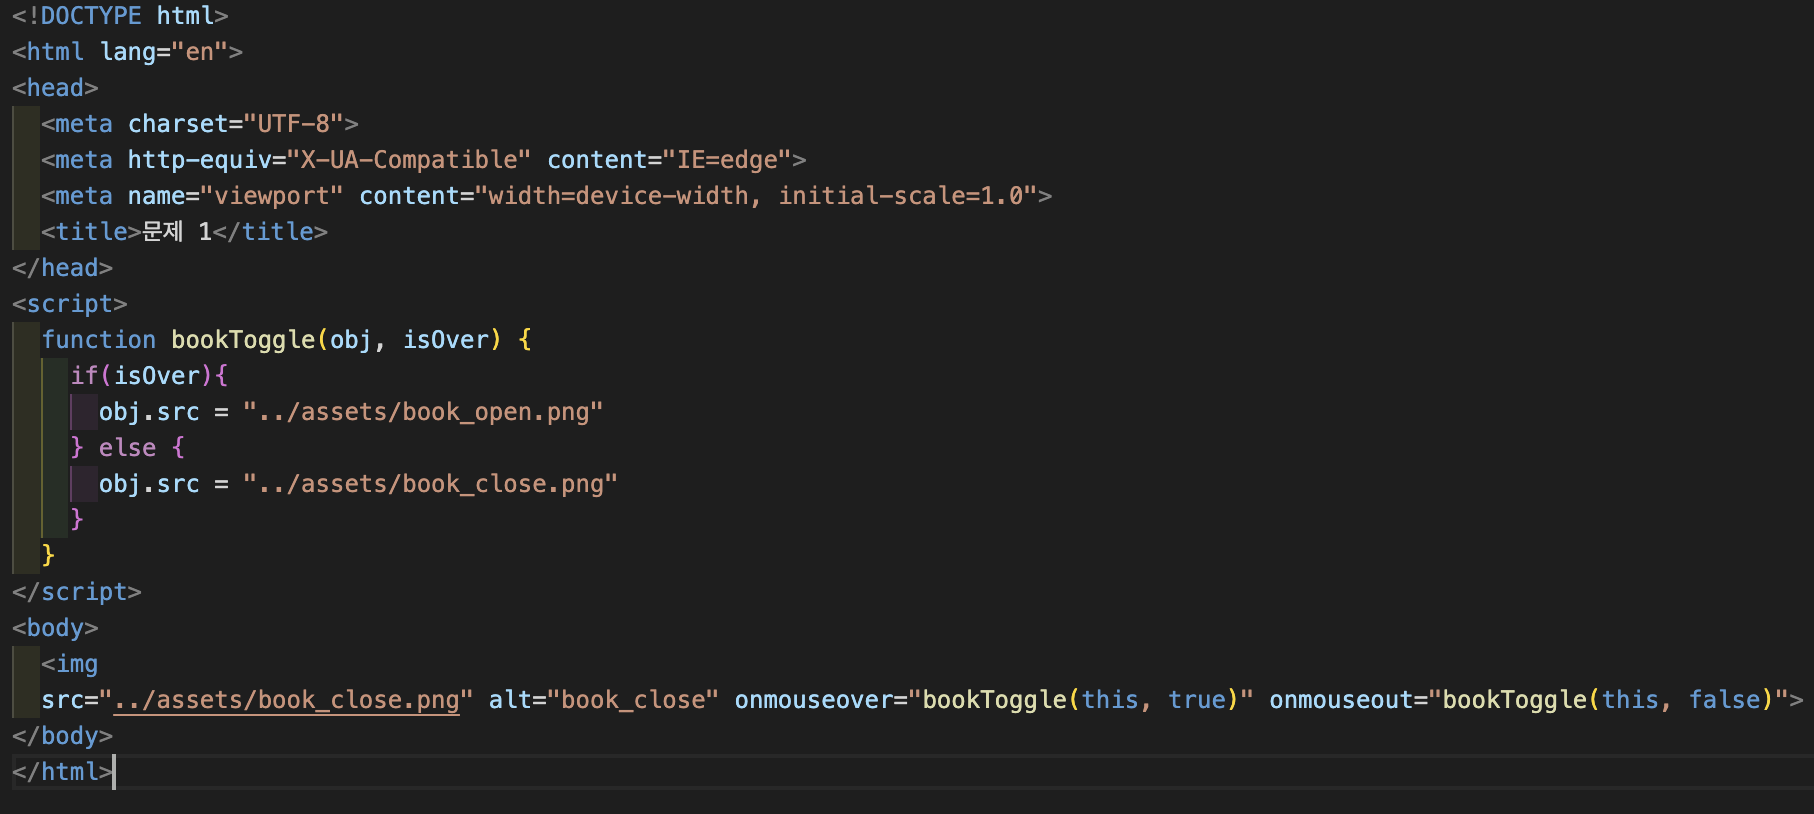 <!DOCTYPE html>
<html lang="en">
<head>
  <meta charset="UTF-8">
  <meta http-equiv="X-UA-Compatible" content="IE=edge">
  <meta name="viewport" content="width=device-width, initial-scale=1.0">
  <title>문제 1</title>
</head>
<script>
  function bookToggle(obj, isOver) {
    if(isOver){
      obj.src = "../assets/book_open.png"
    } else {
      obj.src = "../assets/book_close.png"
    }
  }
</script>
<body>
  <img
  src="../assets/book_close.png" alt="book_close" onmouseover="bookToggle(this, true)" onmouseout="bookToggle(this, false)">
</body>
</html>